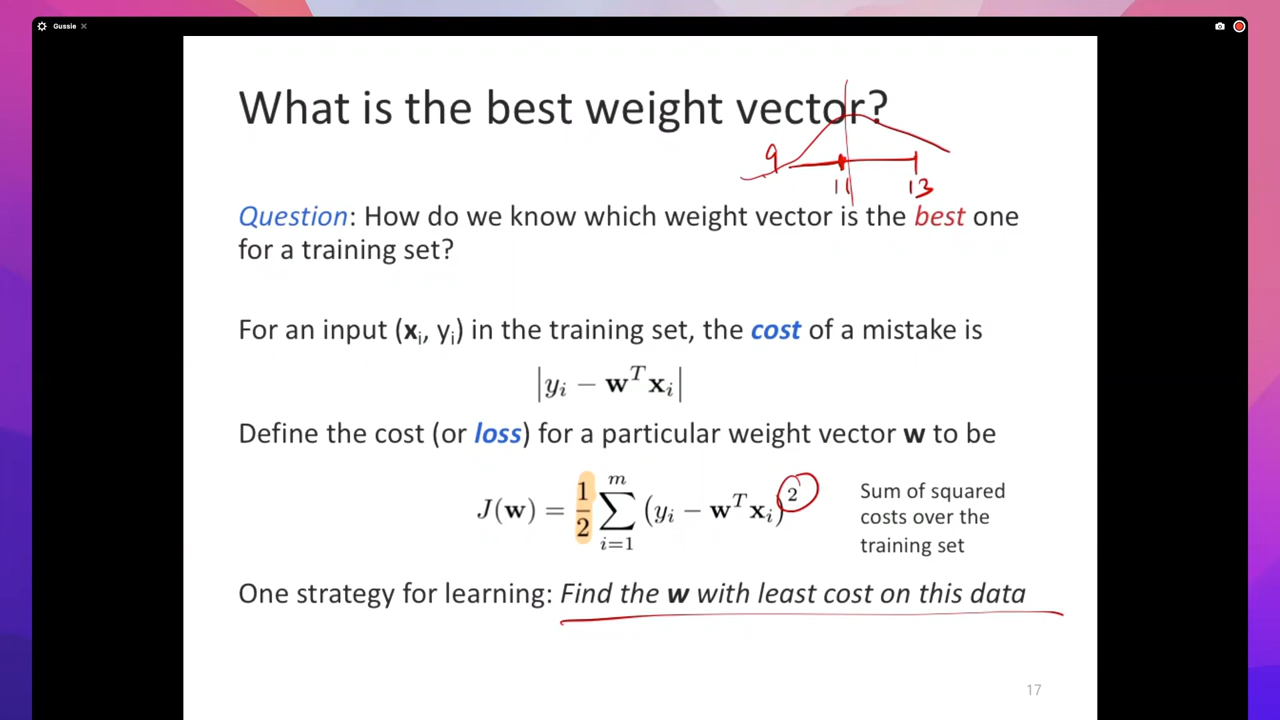 Gussie
What is the best weight vector?
9
11
13
Question: How do we know which weight vector is the best one
for a training set?
For an input (xᵢ, yᵢ) in the training set, the cost of a mistake is
|yᵢ − wᵀxᵢ|
Define the cost (or loss) for a particular weight vector w to be
J(w) = 1/2 ∑ᵢ₌₁ᵐ (yᵢ − wᵀxᵢ)²
Sum of squared
costs over the
training set
One strategy for learning: Find the w with least cost on this data
17